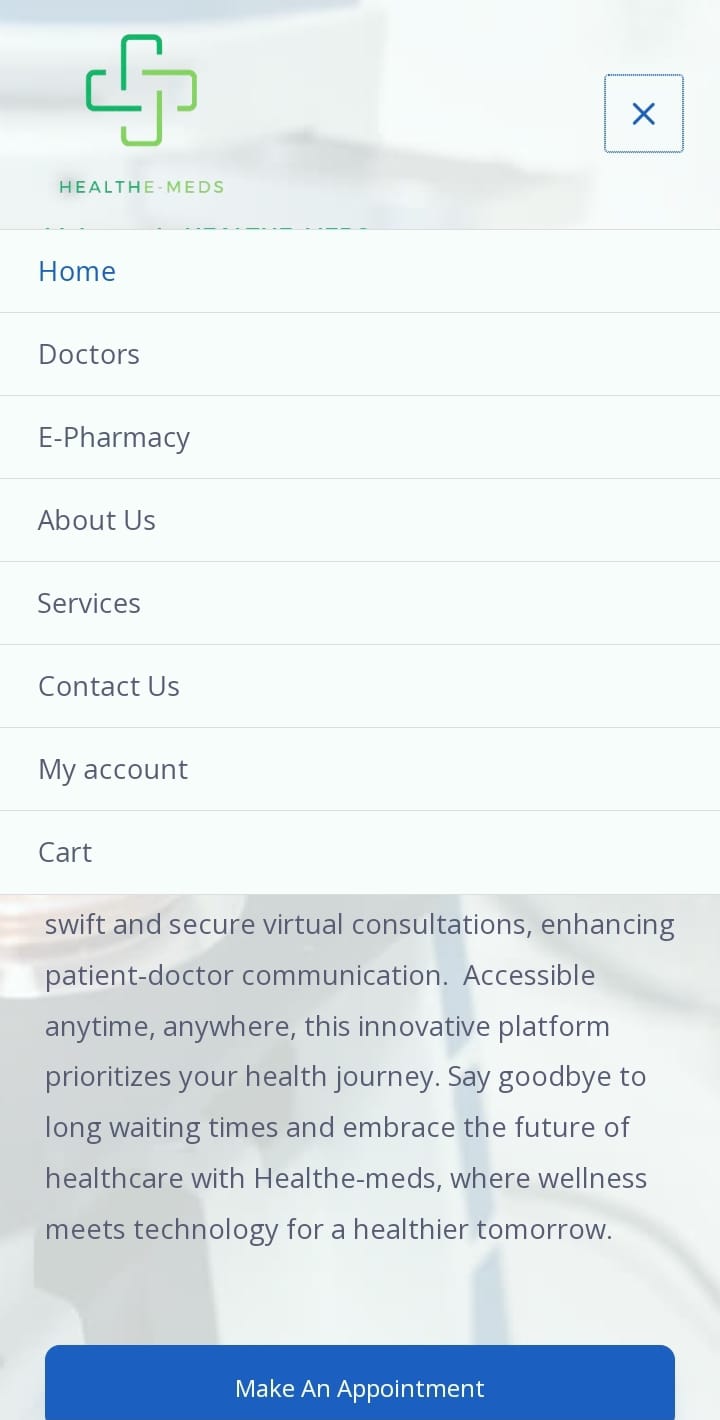 HEALTHE-MEDS
Home
Doctors
E-Pharmacy
About Us
Services
Contact Us
My account
Cart
swift and secure virtual consultations, enhancing
patient-doctor communication.  Accessible
anytime, anywhere, this innovative platform
prioritizes your health journey. Say goodbye to
long waiting times and embrace the future of
healthcare with Healthe-meds, where wellness
meets technology for a healthier tomorrow.
Make An Appointment